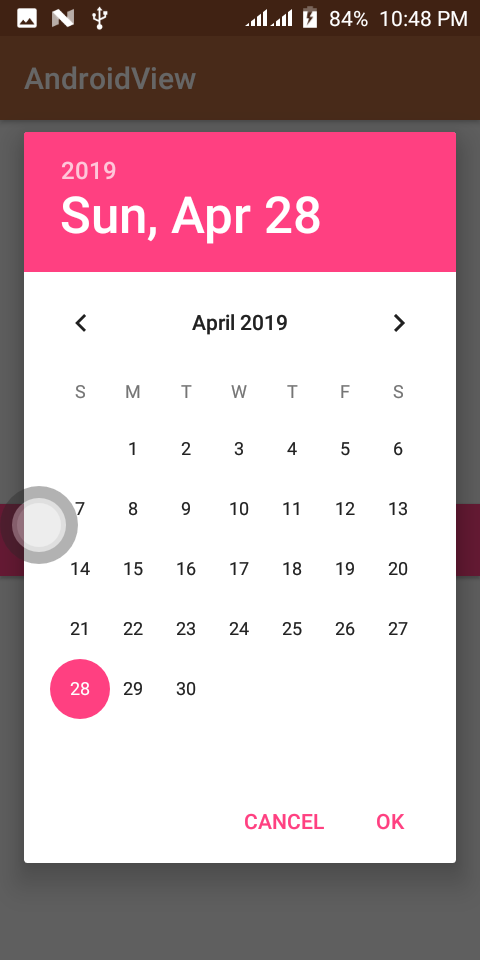 84% 10:48 PM
AndroidView
2019
Sun, Apr 28
April 2019
S M T W T F S
1 2 3 4 5 6
7 8 9 10 11 12 13
14 15 16 17 18 19 20
21 22 23 24 25 26 27
28 29 30
CANCEL OK